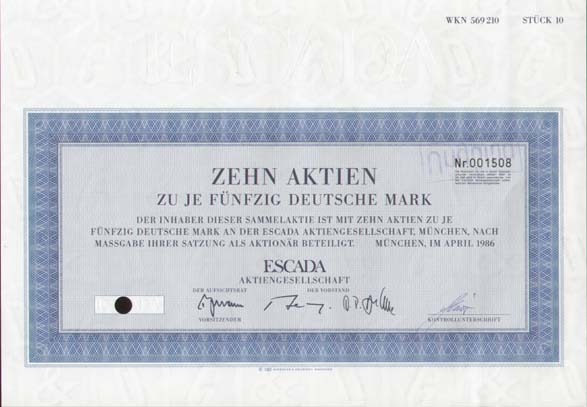 WKN 569210 STÜCK 10
Nr.001508
ZEHN AKTIEN
ZU JE FÜNFZIG DEUTSCHE MARK
DER INHABER DIESER SAMMELAKTIE IST MIT ZEHN AKTIEN ZU JE
FÜNFZIG DEUTSCHE MARK AN DER ESCADA AKTIENGESELLSCHAFT, MÜNCHEN, NACH
MASSGABE IHRER SATZUNG ALS AKTIONÄR BETEILIGT. MÜNCHEN, IM APRIL 1986
ESCADA
AKTIENGESELLSCHAFT
DER AUFSICHTSRAT DER VORSTAND
VORSITZENDER KONTROLLUNTERSCHRIFT